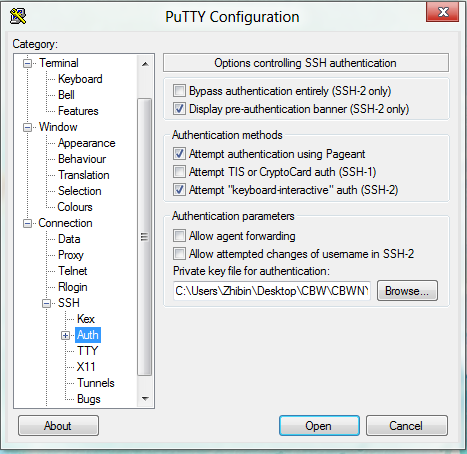 PuTTY Configuration
Category:
Terminal
Keyboard
Bell
Features
Window
Appearance
Behaviour
Translation
Selection
Colours
Connection
Data
Proxy
Telnet
Rlogin
SSH
Kex
Auth
TTY
X11
Tunnels
Bugs
Options controlling SSH authentication
Bypass authentication entirely (SSH-2 only)
Display pre-authentication banner (SSH-2 only)
Authentication methods
Attempt authentication using Pageant
Attempt TIS or CryptoCard auth (SSH-1)
Attempt "keyboard-interactive" auth (SSH-2)
Authentication parameters
Allow agent forwarding
Allow attempted changes of username in SSH-2
Private key file for authentication:
C:\Users\Zhibin\Desktop\CBW\CBWNY
Browse...
About
Open
Cancel